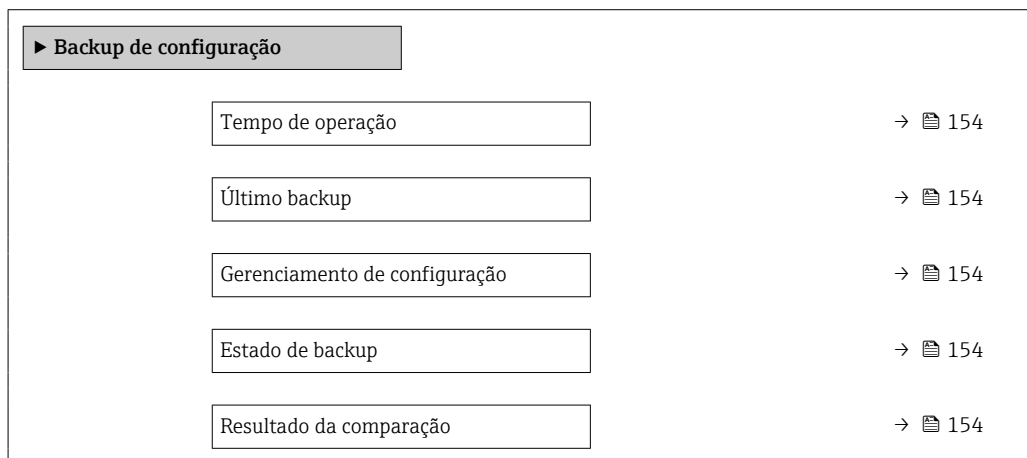 ▶ Backup de configuração
Tempo de operação → 154
Último backup → 154
Gerenciamento de configuração → 154
Estado de backup → 154
Resultado da comparação → 154